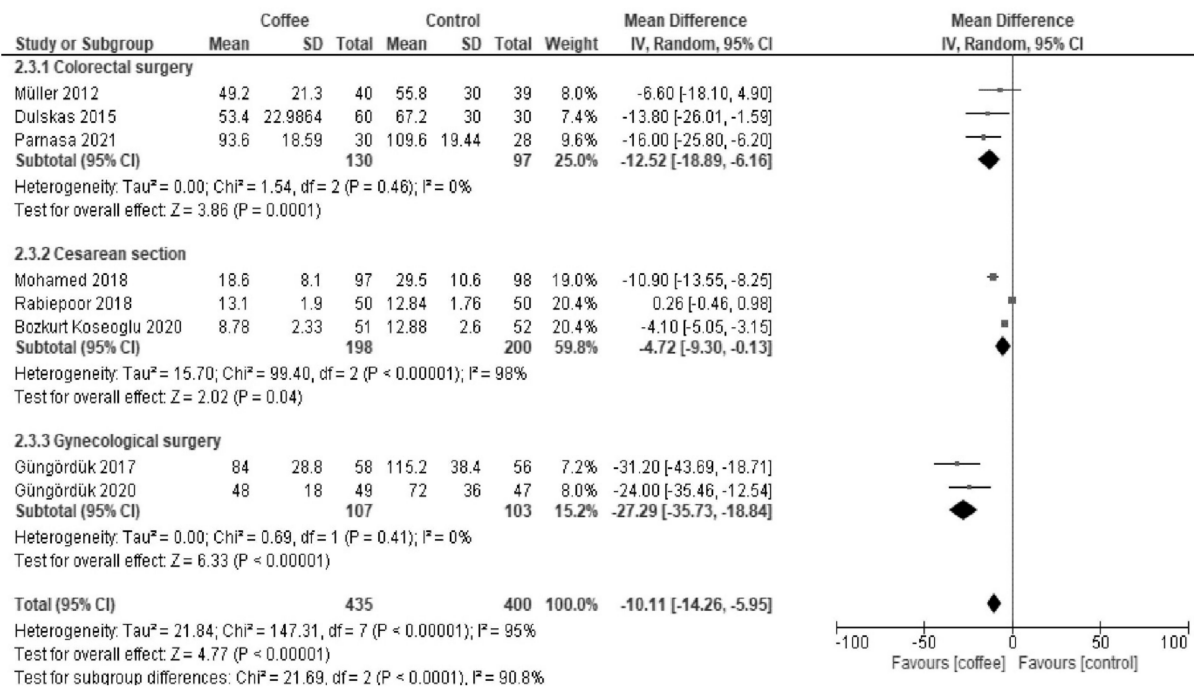 Coffee Control Mean Difference Mean Difference
Study or Subgroup Mean SD Total Mean SD Total Weight IV, Random, 95% CI IV, Random, 95% CI
2.3.1 Colorectal surgery
Müller 2012 49.2 21.3 40 55.8 30 39 8.0% -6.60 [-18.10, 4.90]
Dulskas 2015 53.4 22.9864 60 67.2 30 30 7.4% -13.80 [-26.01, -1.59]
Parnasa 2021 93.6 18.59 30 109.6 19.44 28 9.6% -16.00 [-25.80, -6.20]
Subtotal (95% CI) 130 97 25.0% -12.52 [-18.89, -6.16]
Heterogeneity: Tau² = 0.00; Chi² = 1.54, df = 2 (P = 0.46); I² = 0%
Test for overall effect: Z = 3.86 (P = 0.0001)
2.3.2 Cesarean section
Mohamed 2018 18.6 8.1 97 29.5 10.6 98 19.0% -10.90 [-13.55, -8.25]
Rabiepoor 2018 13.1 1.9 50 12.84 1.76 50 20.4% 0.26 [-0.46, 0.98]
Bozkurt Koseoglu 2020 8.78 2.33 51 12.88 2.6 52 20.4% -4.10 [-5.05, -3.15]
Subtotal (95% CI) 198 200 59.8% -4.72 [-9.30, -0.13]
Heterogeneity: Tau² = 15.70; Chi² = 99.40, df = 2 (P < 0.00001); I² = 98%
Test for overall effect: Z = 2.02 (P = 0.04)
2.3.3 Gynecological surgery
Güngördük 2017 84 28.8 58 115.2 38.4 56 7.2% -31.20 [-43.69, -18.71]
Güngördük 2020 48 18 49 72 36 47 8.0% -24.00 [-35.46, -12.54]
Subtotal (95% CI) 107 103 15.2% -27.29 [-35.73, -18.84]
Heterogeneity: Tau² = 0.00; Chi² = 0.69, df = 1 (P = 0.41); I² = 0%
Test for overall effect: Z = 6.33 (P < 0.00001)
Total (95% CI) 435 400 100.0% -10.11 [-14.26, -5.95]
Heterogeneity: Tau² = 21.84; Chi² = 147.31, df = 7 (P < 0.00001); I² = 95%
Test for overall effect: Z = 4.77 (P < 0.00001)
Test for subgroup differences: Chi² = 21.69, df = 2 (P < 0.0001), I² = 90.8%
-100 -50 0 50 100
Favours [coffee] Favours [control]